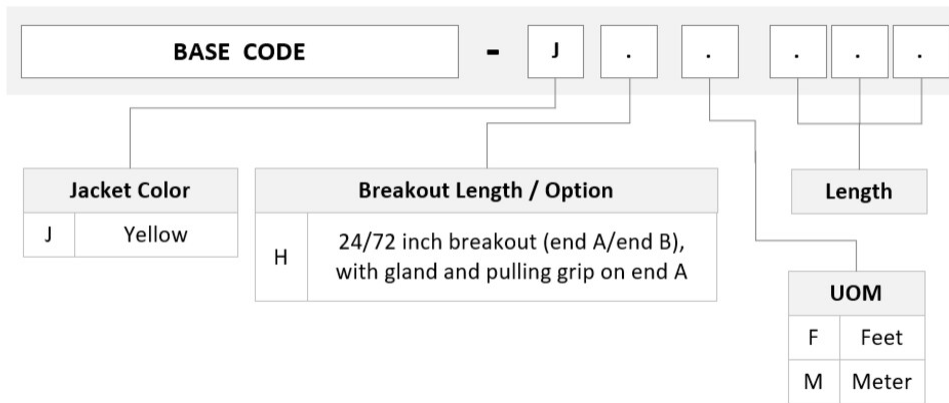 BASE CODE - J . . . . .
Jacket Color
J Yellow
Breakout Length / Option
H 24/72 inch breakout (end A/end B),
with gland and pulling grip on end A
Length
UOM
F Feet
M Meter